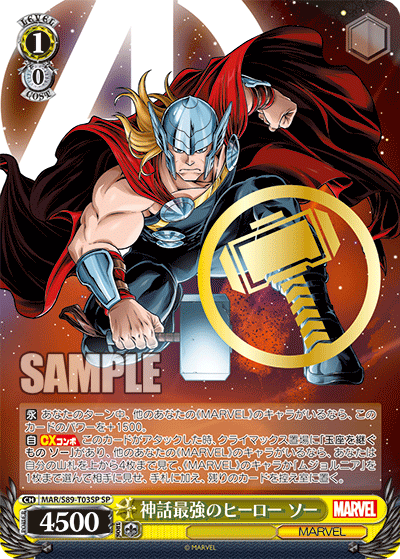 LEVEL
1
0
COST
SAMPLE
永 あなたのターン中、他のあなたの《MARVEL》のキャラがいるなら、この
カードのパワーを＋1500。
自 CXコンボ このカードがアタックした時、クライマックス置場に「玉座を継ぐ
もの ソー」があり、他のあなたの《MARVEL》のキャラがいるなら、あなたは
自分の山札を上から4枚まで見て、《MARVEL》のキャラか「ムジョルニア」を
1枚まで選んで相手に見せ、手札に加え、残りのカードを控え室に置く。
CH MAR/S89-T03SP SP
POWER
4500
神話最強のヒーロー ソー
MARVEL
MARVEL
© MARVEL